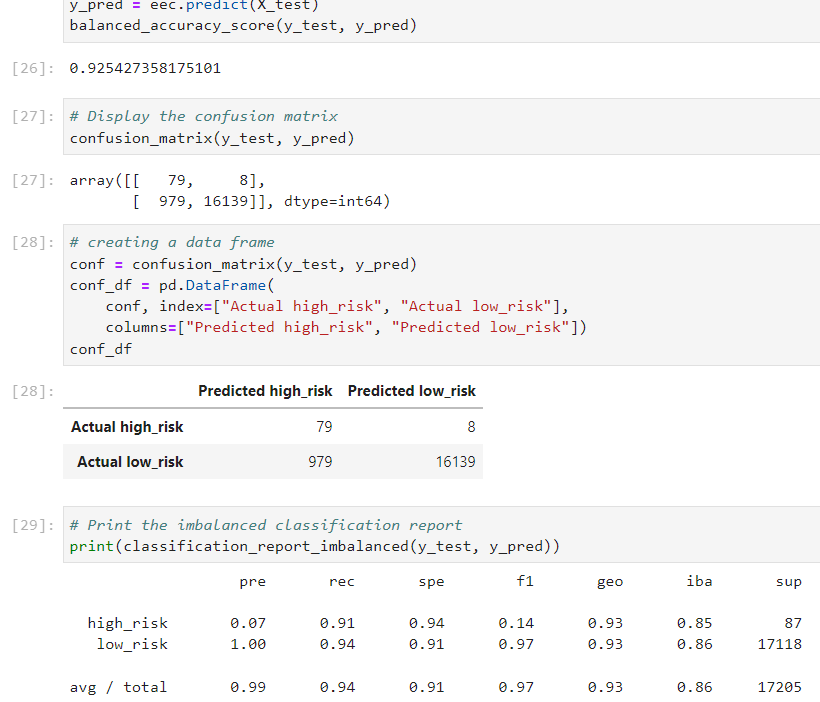 y_pred = eec.predict(X_test)
balanced_accuracy_score(y_test, y_pred)
[26]: 0.925427358175101
[27]: # Display the confusion matrix
confusion_matrix(y_test, y_pred)
[27]: array([[   79,     8],
       [  979, 16139]], dtype=int64)
[28]: # creating a data frame
conf = confusion_matrix(y_test, y_pred)
conf_df = pd.DataFrame(
    conf, index=["Actual high_risk", "Actual low_risk"],
    columns=["Predicted high_risk", "Predicted low_risk"])
conf_df
[28]: Predicted high_risk Predicted low_risk
Actual high_risk 79 8
Actual low_risk 979 16139
[29]: # Print the imbalanced classification report
print(classification_report_imbalanced(y_test, y_pred))
pre rec spe f1 geo iba sup
high_risk 0.07 0.91 0.94 0.14 0.93 0.85 87
low_risk 1.00 0.94 0.91 0.97 0.93 0.86 17118
avg / total 0.99 0.94 0.91 0.97 0.93 0.86 17205